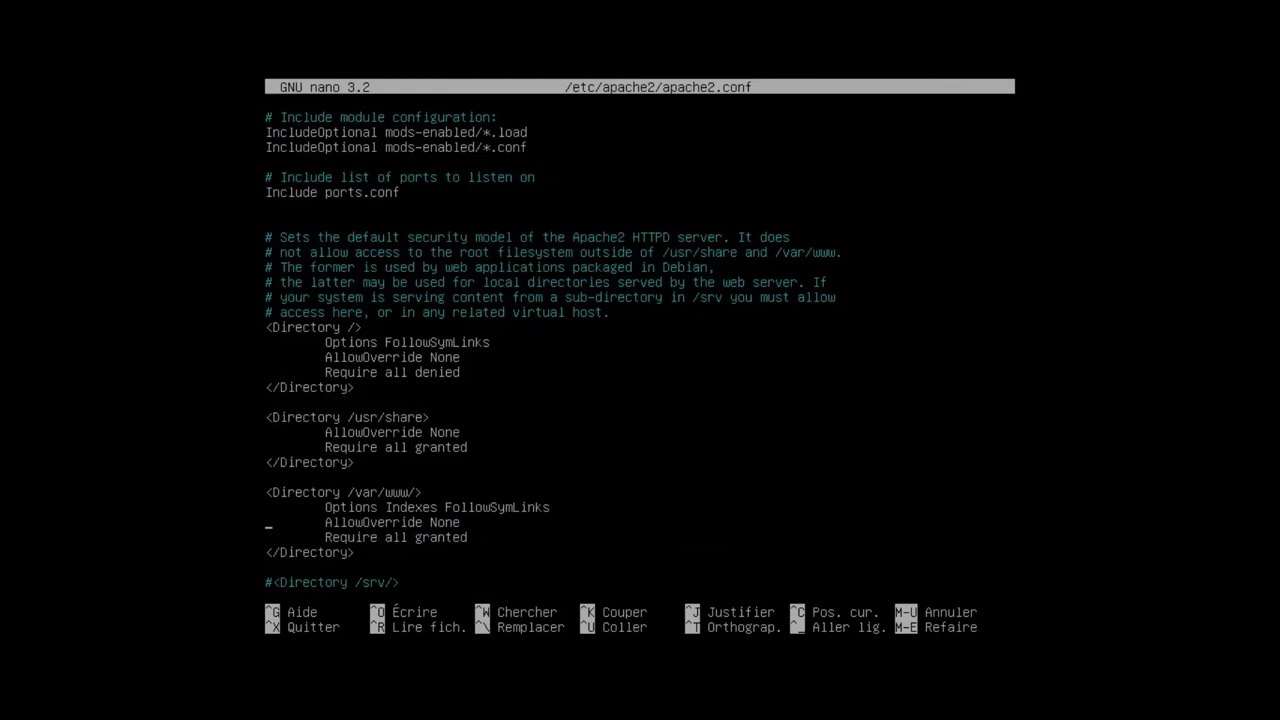 GNU nano 3.2 /etc/apache2/apache2.conf
# Include module configuration:
IncludeOptional mods-enabled/*.load
IncludeOptional mods-enabled/*.conf
# Include list of ports to listen on
Include ports.conf
# Sets the default security model of the Apache2 HTTPD server. It does
# not allow access to the root filesystem outside of /usr/share and /var/www.
# The former is used by web applications packaged in Debian,
# the latter may be used for local directories served by the web server. If
# your system is serving content from a sub-directory in /srv you must allow
# access here, or in any related virtual host.
<Directory />
Options FollowSymLinks
AllowOverride None
Require all denied
</Directory>
<Directory /usr/share>
AllowOverride None
Require all granted
</Directory>
<Directory /var/www/>
Options Indexes FollowSymLinks
AllowOverride None
Require all granted
</Directory>
#<Directory /srv/>
^G Aide ^O Écrire ^W Chercher ^K Couper ^J Justifier ^C Pos. cur. M-U Annuler
^X Quitter ^R Lire fich. ^\ Remplacer ^U Coller ^T Orthograp. ^_ Aller lig. M-E Refaire